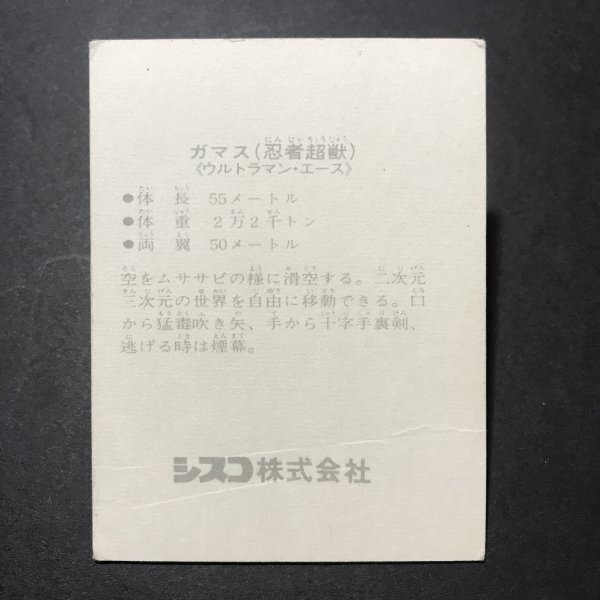 ガマス(忍者超獣)
《ウルトラマン・エース》
●体長 55メートル
●体重 2万2千トン
●両翼 50メートル
空をムササビの様に滑空する。二次元
三次元の世界を自由に移動できる。口
から猛毒吹き矢、手から十字手裏剣、
逃げる時は煙幕。
シスコ株式会社